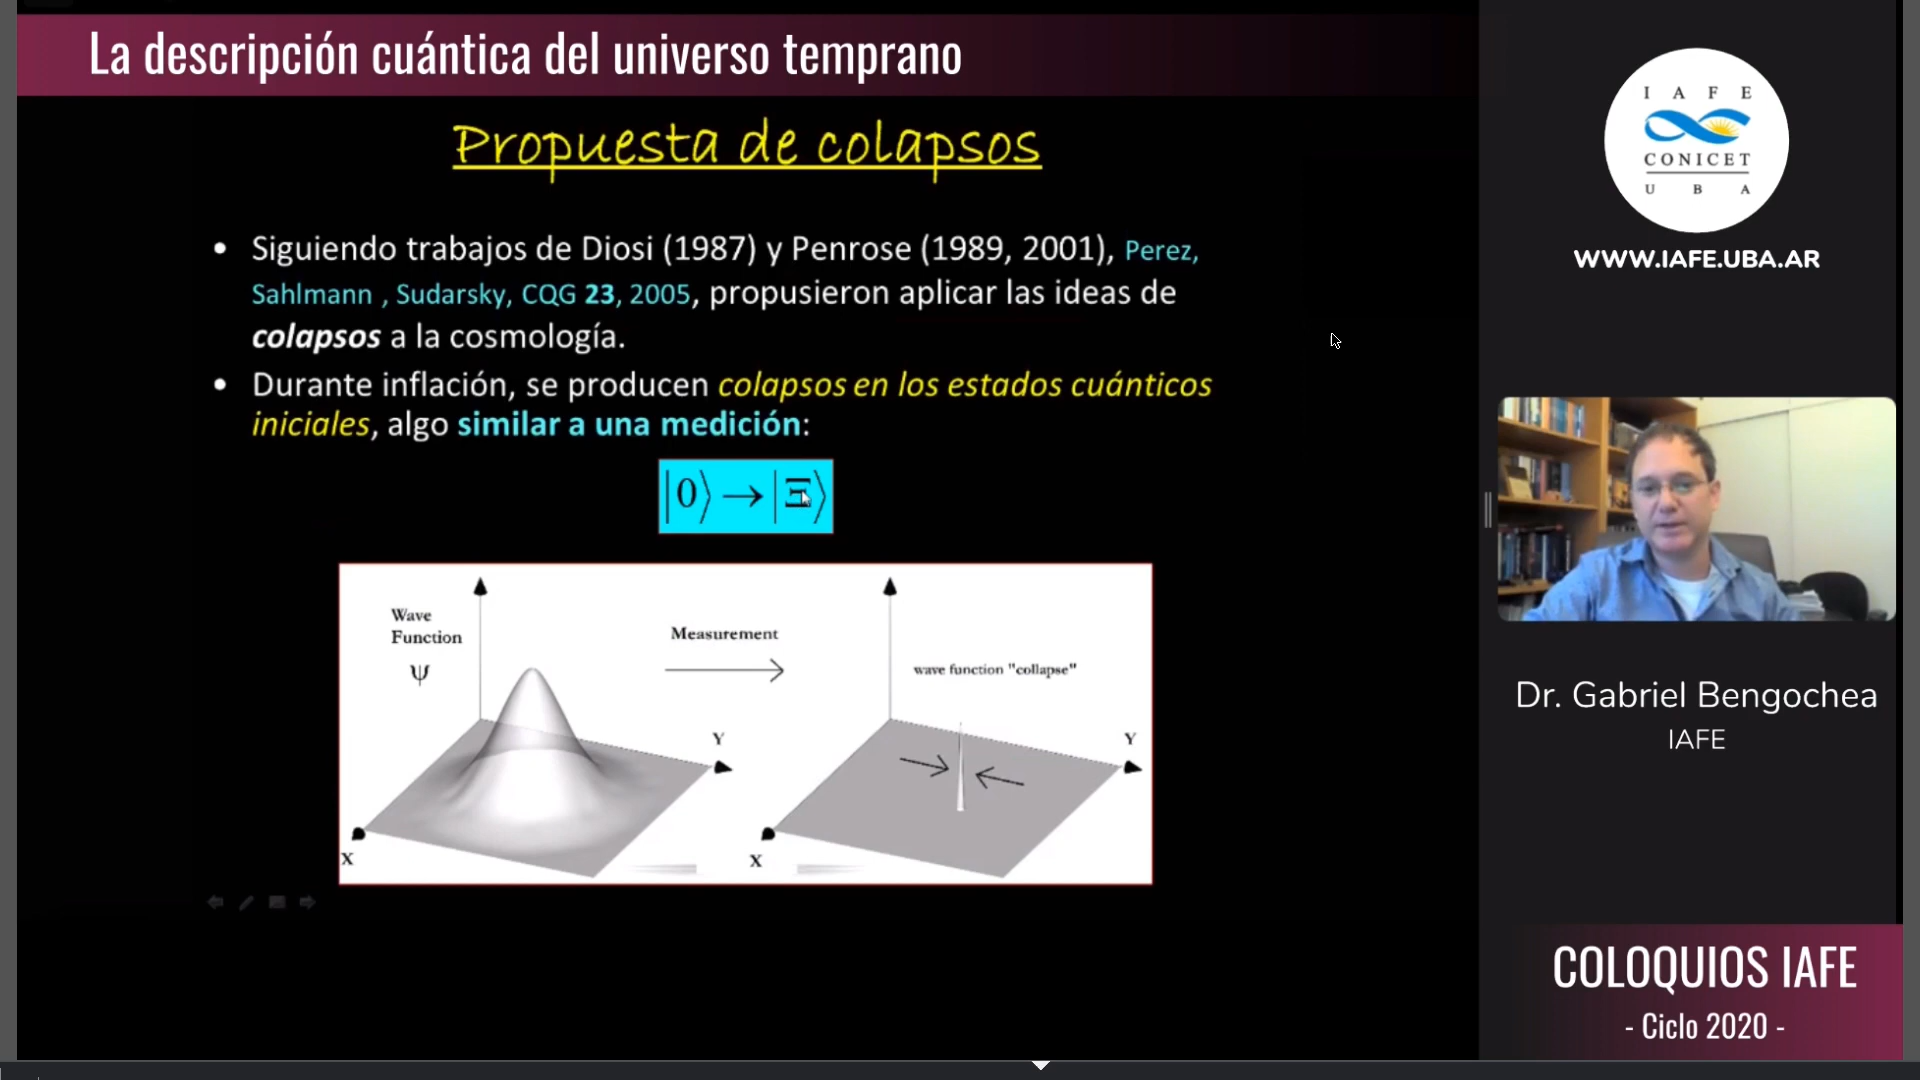 La descripción cuántica del universo temprano
Propuesta de colapsos
• Siguiendo trabajos de Diosi (1987) y Penrose (1989, 2001), Perez,
Sahlmann , Sudarsky, CQG 23, 2005, propusieron aplicar las ideas de
colapsos a la cosmología.
• Durante inflación, se producen colapsos en los estados cuánticos
iniciales, algo similar a una medición:
|0⟩→|Ξ⟩
Wave
Function
Ψ
Measurement
wave function "collapse"
Y
X
Y
X
I A F E
CONICET
U B A
WWW.IAFE.UBA.AR
Dr. Gabriel Bengochea
IAFE
COLOQUIOS IAFE
- Ciclo 2020 -